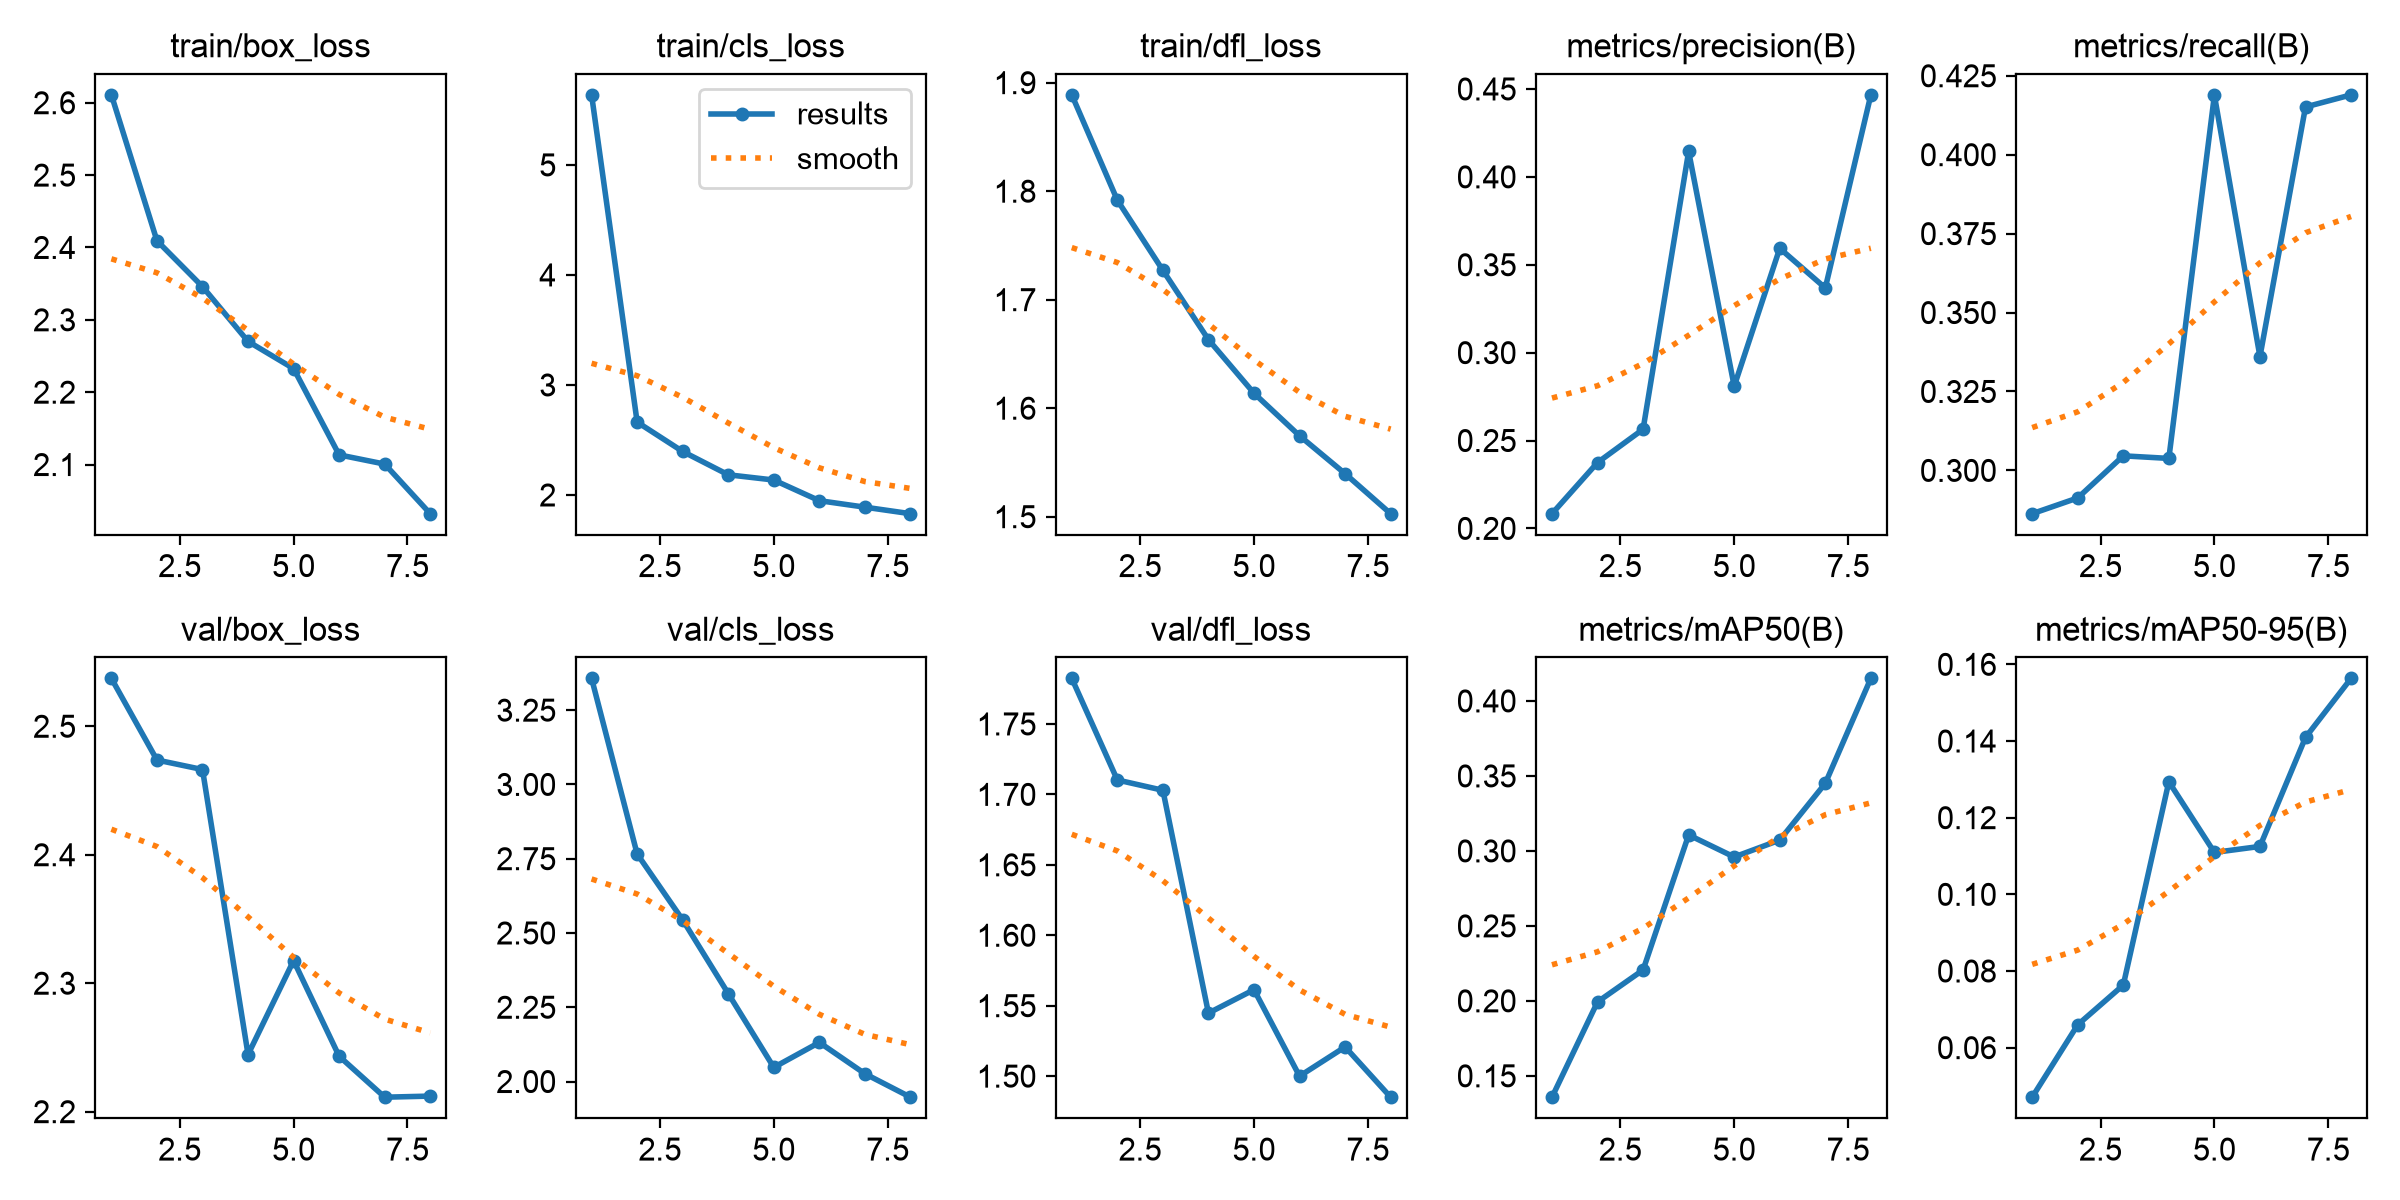 train/box_loss
2.6
2.5
2.4
2.3
2.2
2.1
2.5 5.0 7.5
train/cls_loss
results
smooth
5
4
3
2
2.5 5.0 7.5
train/dfl_loss
1.9
1.8
1.7
1.6
1.5
2.5 5.0 7.5
metrics/precision(B)
0.45
0.40
0.35
0.30
0.25
0.20
2.5 5.0 7.5
metrics/recall(B)
0.425
0.400
0.375
0.350
0.325
0.300
2.5 5.0 7.5
val/box_loss
2.5
2.4
2.3
2.2
2.5 5.0 7.5
val/cls_loss
3.25
3.00
2.75
2.50
2.25
2.00
2.5 5.0 7.5
val/dfl_loss
1.75
1.70
1.65
1.60
1.55
1.50
2.5 5.0 7.5
metrics/mAP50(B)
0.40
0.35
0.30
0.25
0.20
0.15
2.5 5.0 7.5
metrics/mAP50-95(B)
0.16
0.14
0.12
0.10
0.08
0.06
2.5 5.0 7.5